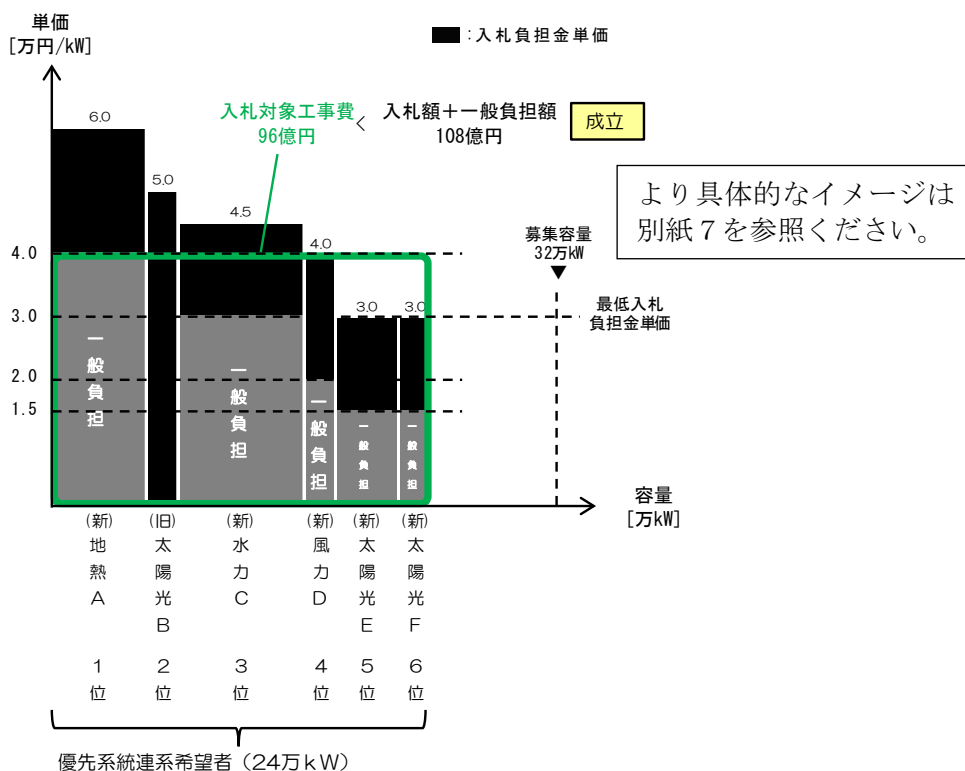 単価
[万円/kW]
■：入札負担金単価
入札対象工事費
96億円
<
入札額＋一般負担額
108億円
成立
より具体的なイメージは
別紙７を参照ください。
6.0
5.0
4.5
4.0
3.0
3.0
募集容量
32万kW
最低入札
負担金単価
4.0
3.0
2.0
1.5
一般負担
一般負担
一般負担
一般負担
一般負担
容量
[万kW]
(新)地熱A
(旧)太陽光B
(新)水力C
(新)風力D
(新)太陽光E
(新)太陽光F
1位
2位
3位
4位
5位
6位
優先系統連系希望者（24万kW）